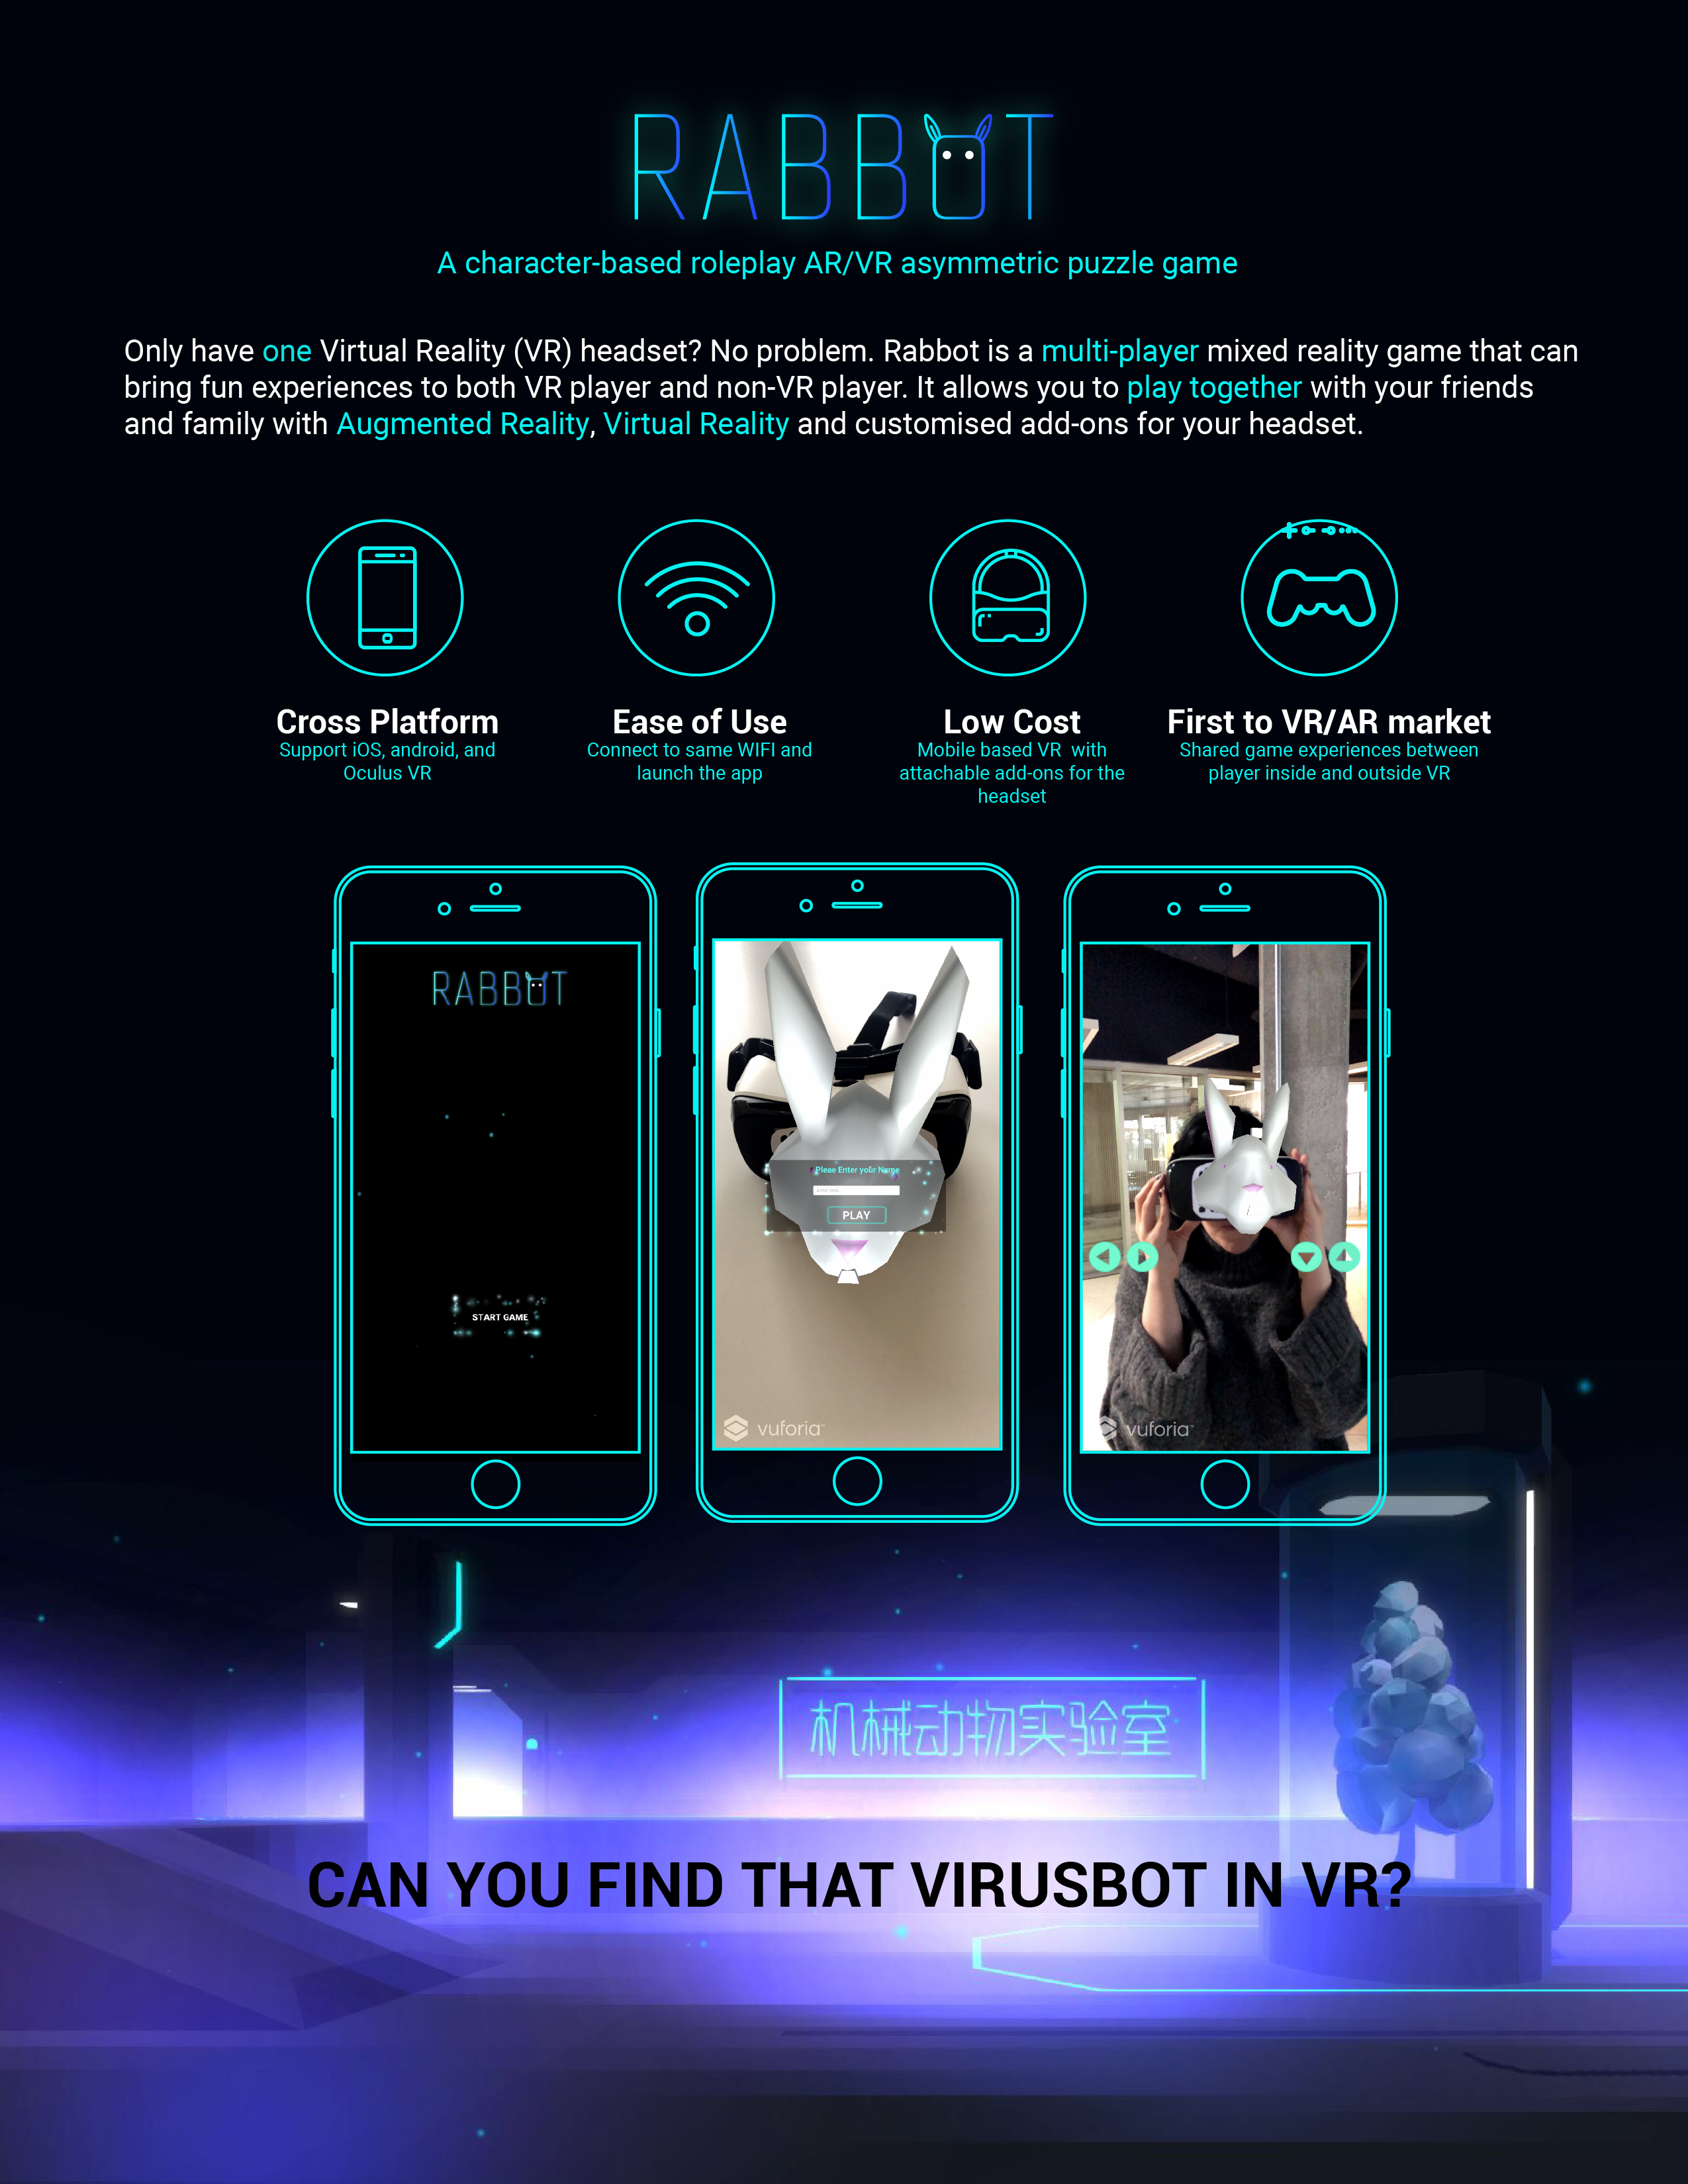 RABBOT
A character-based roleplay AR/VR asymmetric puzzle game
Only have one Virtual Reality (VR) headset? No problem. Rabbot is a multi-player mixed reality game that can
bring fun experiences to both VR player and non-VR player. It allows you to play together with your friends
and family with Augmented Reality, Virtual Reality and customised add-ons for your headset.
Cross Platform
Support iOS, android, and
Oculus VR
Ease of Use
Connect to same WIFI and
launch the app
Low Cost
Mobile based VR with
attachable add-ons for the
headset
First to VR/AR market
Shared game experiences between
player inside and outside VR
RABBOT
START GAME
Pleae Enter your Name
PLAY
vuforia™
vuforia™
机械动物实验室
CAN YOU FIND THAT VIRUSBOT IN VR?